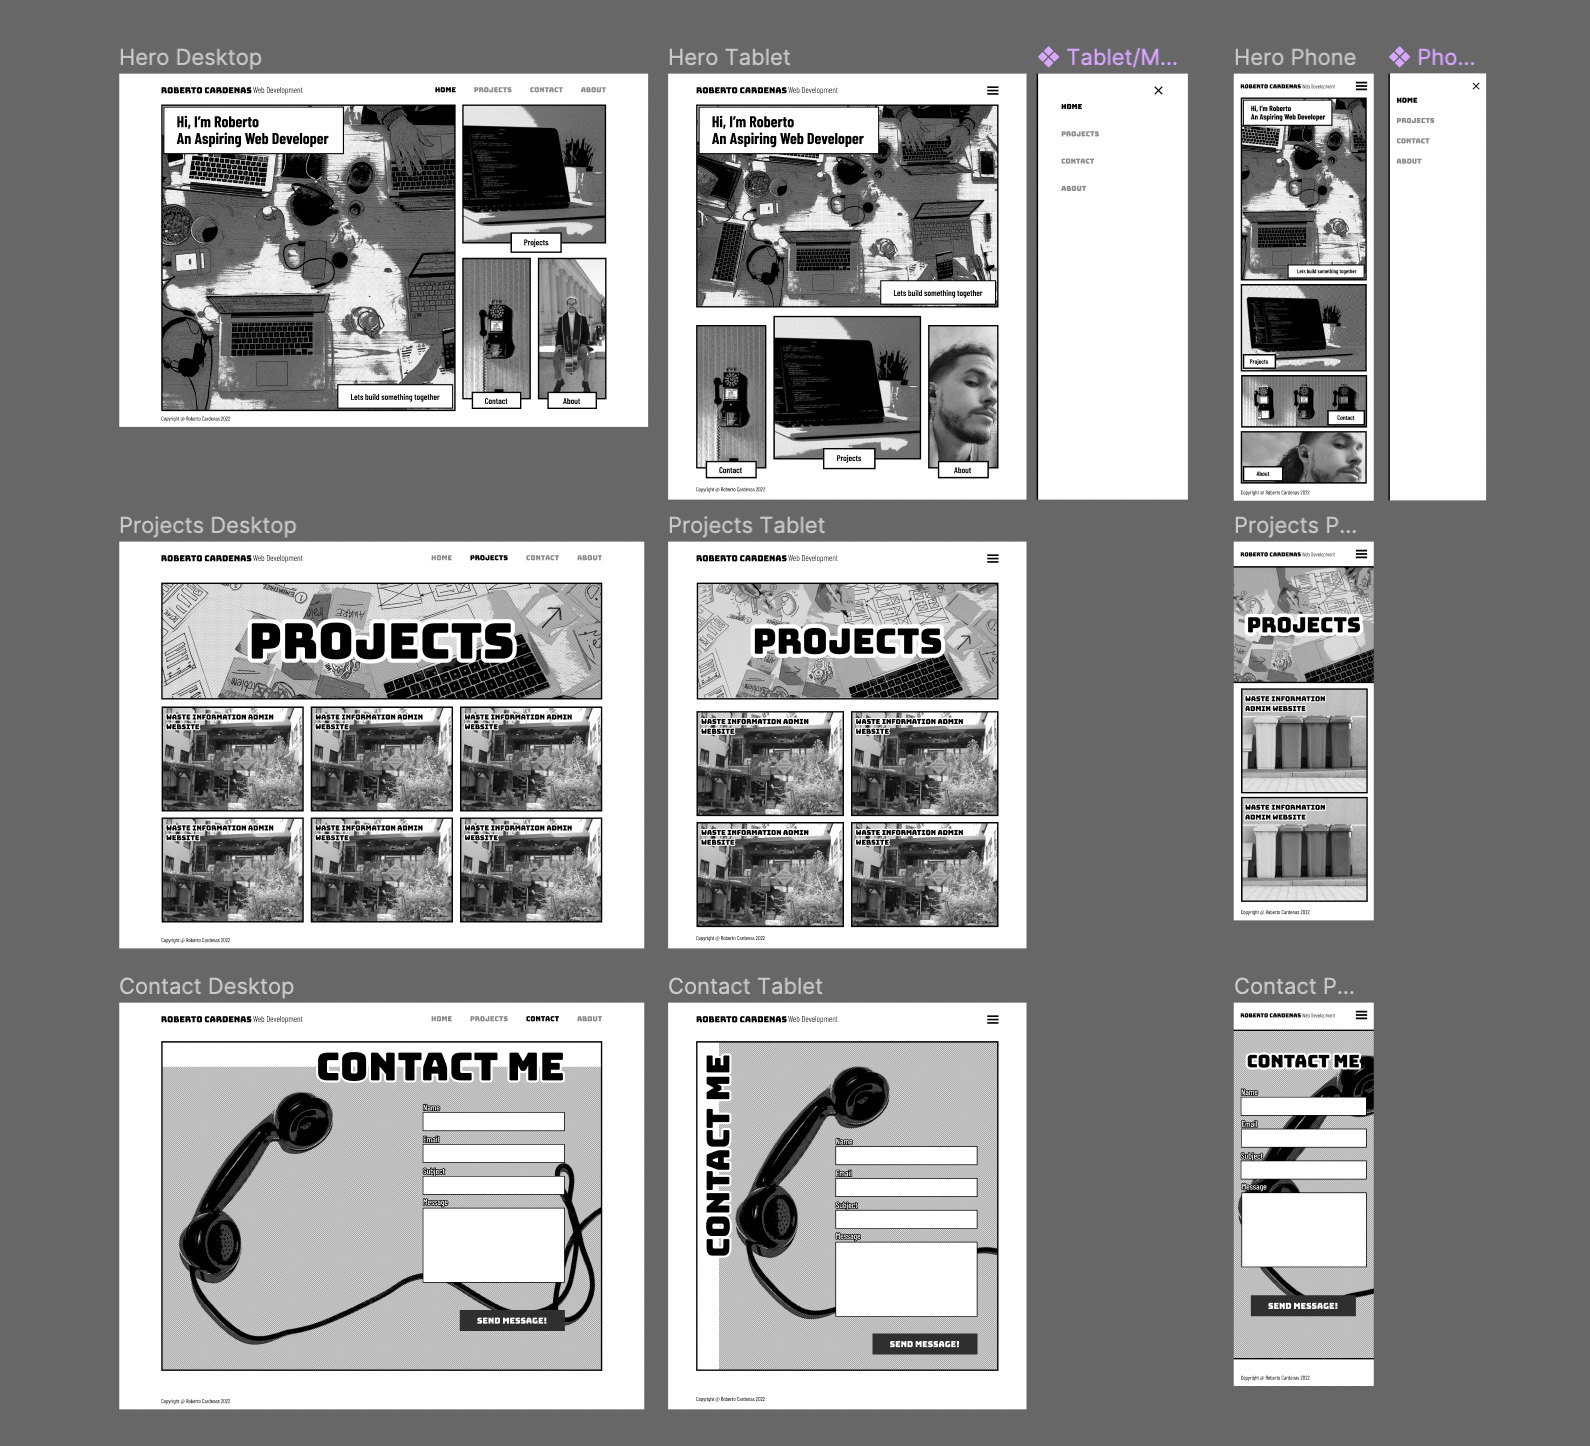 Hero Desktop
ROBERTO CARDENAS Web Development
HOME PROJECTS CONTACT ABOUT
Hi, I'm Roberto
An Aspiring Web Developer
Projects
Lets build something together
Contact
About
Copyright @ Roberto Cardenas 2022
Hero Tablet
ROBERTO CARDENAS Web Development
Hi, I'm Roberto
An Aspiring Web Developer
Lets build something together
Contact
Projects
About
Copyright @ Roberto Cardenas 2022
Tablet/M...
HOME
PROJECTS
CONTACT
ABOUT
Hero Phone
ROBERTO CARDENAS Web Development
Hi, I'm Roberto
An Aspiring Web Developer
Lets build something together
Projects
Contact
About
Copyright @ Roberto Cardenas 2022
Pho...
HOME
PROJECTS
CONTACT
ABOUT
Projects Desktop
ROBERTO CARDENAS Web Development
HOME PROJECTS CONTACT ABOUT
PROJECTS
WASTE INFORMATION ADMIN
WEBSITE
WASTE INFORMATION ADMIN
WEBSITE
WASTE INFORMATION ADMIN
WEBSITE
WASTE INFORMATION ADMIN
WEBSITE
WASTE INFORMATION ADMIN
WEBSITE
WASTE INFORMATION ADMIN
WEBSITE
Copyright @ Roberto Cardenas 2022
Projects Tablet
ROBERTO CARDENAS Web Development
PROJECTS
WASTE INFORMATION ADMIN
WEBSITE
WASTE INFORMATION ADMIN
WEBSITE
WASTE INFORMATION ADMIN
WEBSITE
WASTE INFORMATION ADMIN
WEBSITE
Copyright @ Roberto Cardenas 2022
Projects P...
ROBERTO CARDENAS Web Development
PROJECTS
WASTE INFORMATION
ADMIN WEBSITE
WASTE INFORMATION
ADMIN WEBSITE
Copyright @ Roberto Cardenas 2022
Contact Desktop
ROBERTO CARDENAS Web Development
HOME PROJECTS CONTACT ABOUT
CONTACT ME
Name
Email
Subject
Message
SEND MESSAGE!
Copyright @ Roberto Cardenas 2022
Contact Tablet
ROBERTO CARDENAS Web Development
CONTACT ME
Name
Email
Subject
Message
SEND MESSAGE!
Copyright @ Roberto Cardenas 2022
Contact P...
ROBERTO CARDENAS Web Development
CONTACT ME
Name
Email
Subject
Message
SEND MESSAGE!
Copyright @ Roberto Cardenas 2022